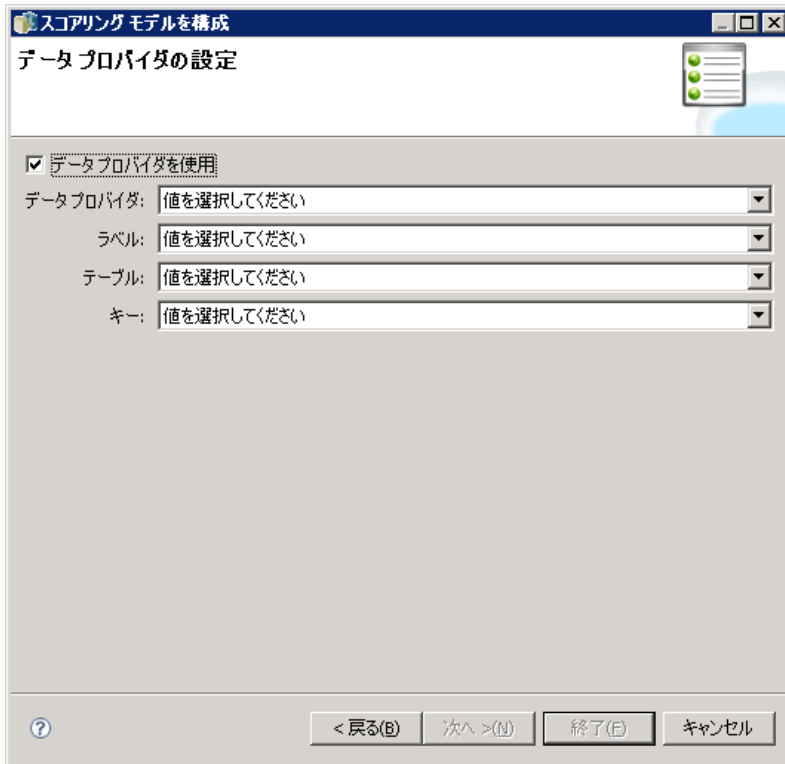 スコアリング モデルを構成
データ プロバイダの設定
データ プロバイダを使用
データ プロバイダ: 値を選択してください
ラベル: 値を選択してください
テーブル: 値を選択してください
キー: 値を選択してください
? < 戻る(B) 次へ >(N) 終了(F) キャンセル